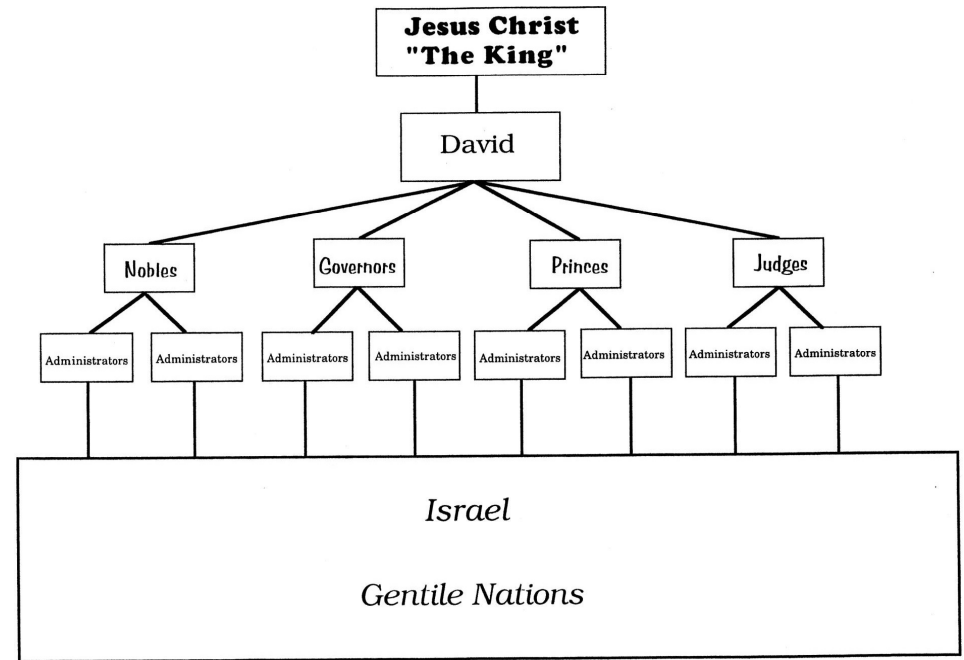 Jesus Christ
"The King"
David
Nobles
Governors
Princes
Judges
Administrators
Administrators
Administrators
Administrators
Administrators
Administrators
Administrators
Administrators
Israel
Gentile Nations